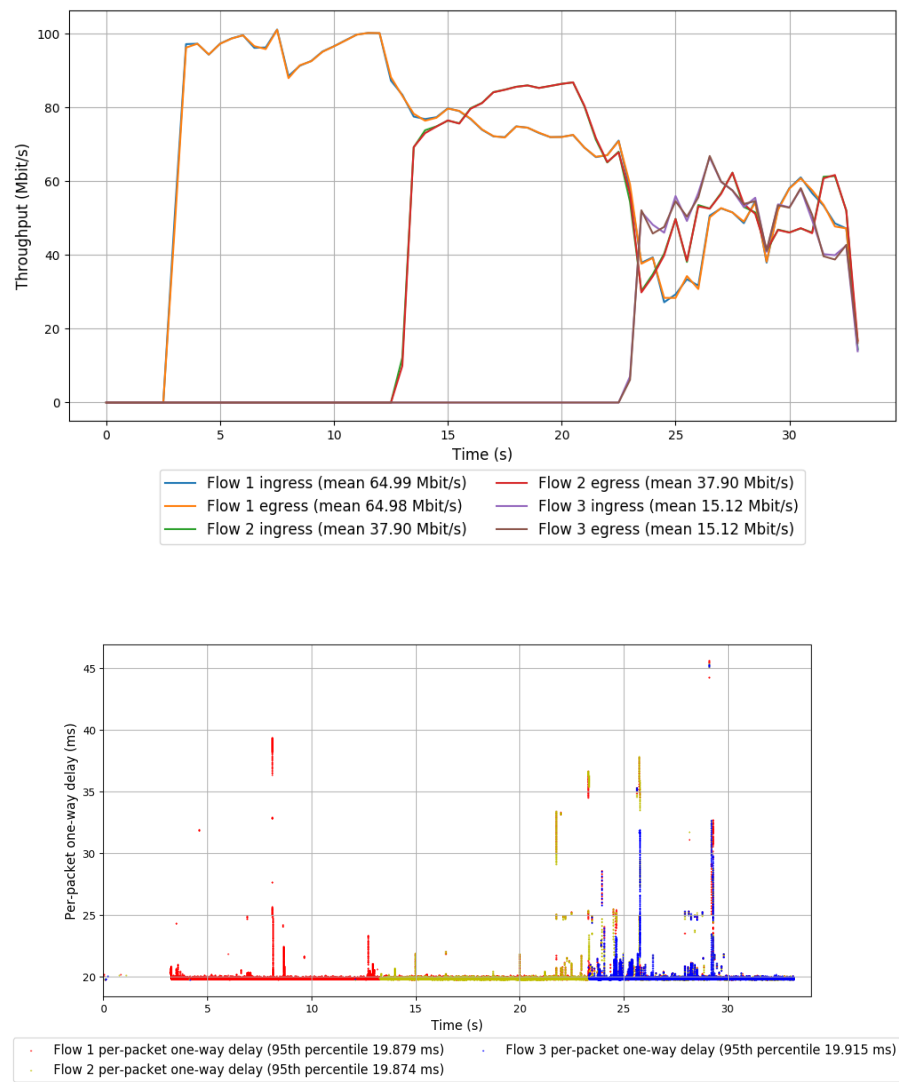 100
80
60
40
20
0
Throughput (Mbit/s)
0 5 10 15 20 25 30
Time (s)
Flow 1 ingress (mean 64.99 Mbit/s)
Flow 1 egress (mean 64.98 Mbit/s)
Flow 2 ingress (mean 37.90 Mbit/s)
Flow 2 egress (mean 37.90 Mbit/s)
Flow 3 ingress (mean 15.12 Mbit/s)
Flow 3 egress (mean 15.12 Mbit/s)
45
40
35
30
25
20
Per-packet one-way delay (ms)
0 5 10 15 20 25 30
Time (s)
Flow 1 per-packet one-way delay (95th percentile 19.879 ms)
Flow 2 per-packet one-way delay (95th percentile 19.874 ms)
Flow 3 per-packet one-way delay (95th percentile 19.915 ms)